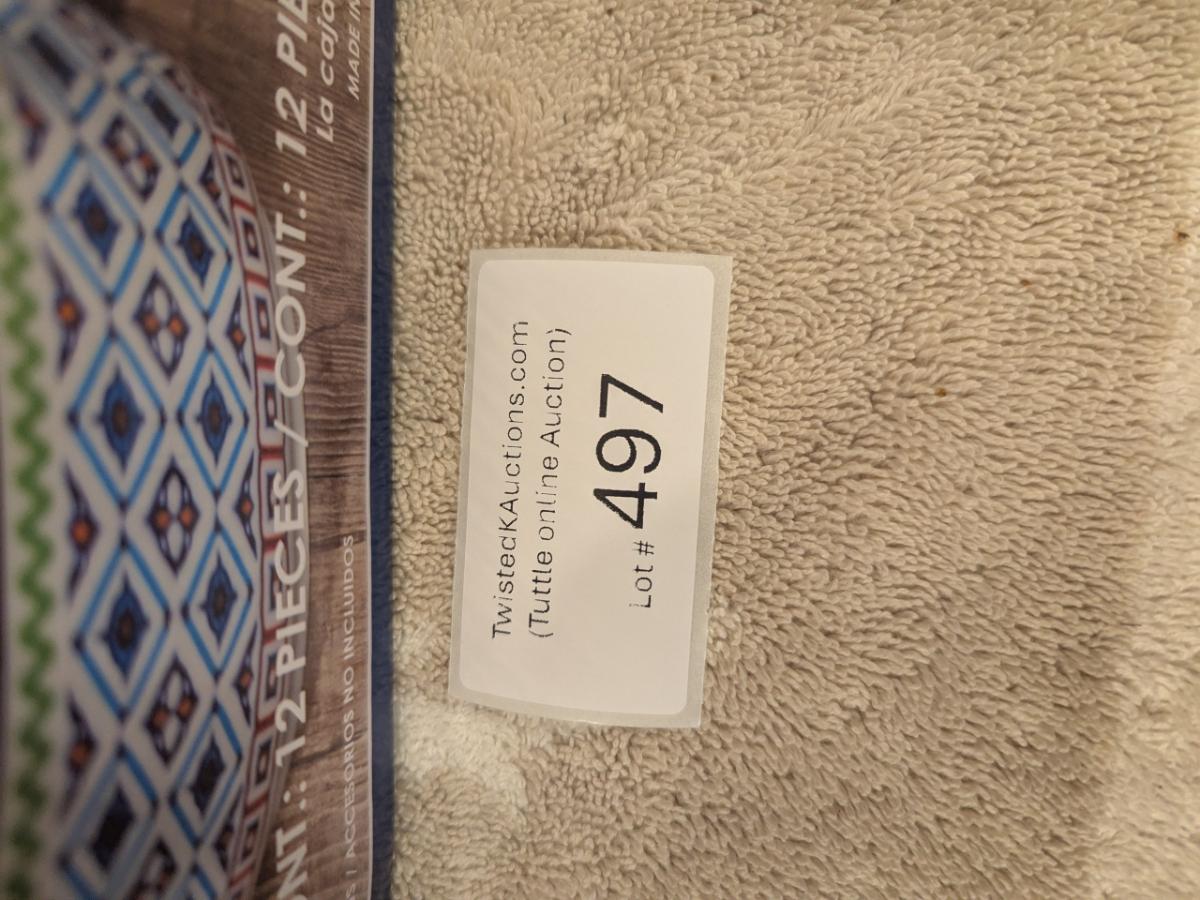 TwistedKAuctions.com
(Tuttle online Auction)
Lot # 497
CONT.: 12 PIECES / CONT.: 12
La caja
ACCESORIOS NO INCLUIDOS
MADE IN